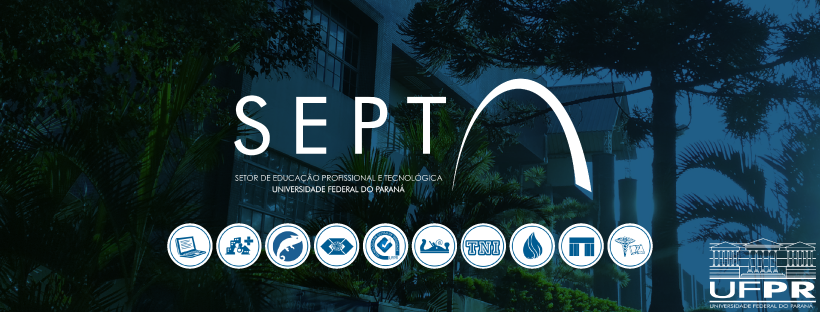 SEPT
SETOR DE EDUCAÇÃO PROFISSIONAL E TECNOLÓGICA
UNIVERSIDADE FEDERAL DO PARANÁ
TNI
UFPR
UNIVERSIDADE FEDERAL DO PARANÁ